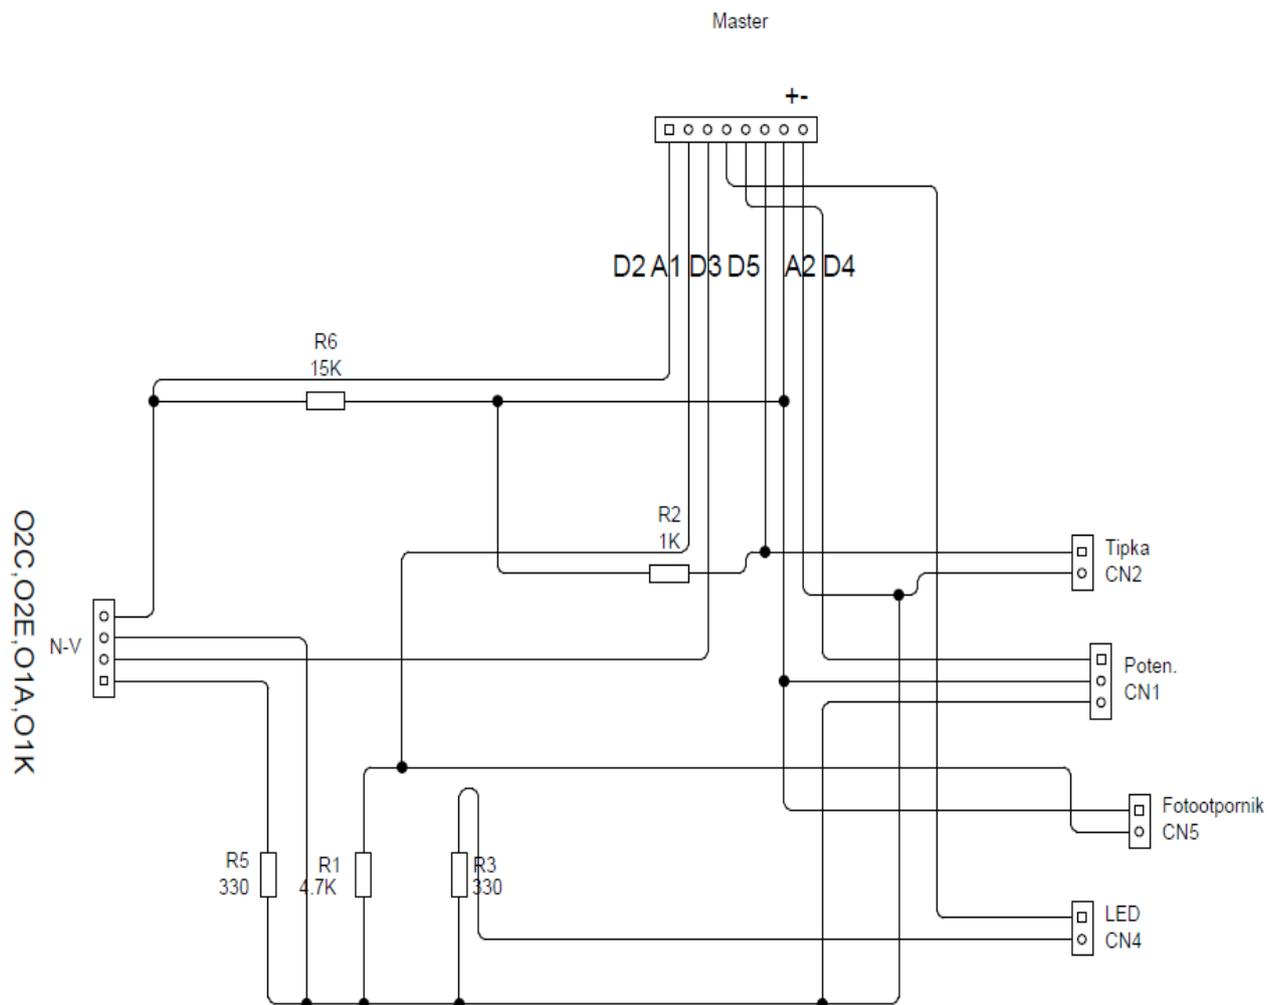 Master
+-
D2 A1 D3 D5 A2 D4
R6
15K
R2
1K
Tipka
CN2
O2C,O2E,O1A,O1K
N-V
Poten.
CN1
Fotootpornik
CN5
R5
330
R1
4.7K
R3
330
LED
CN4